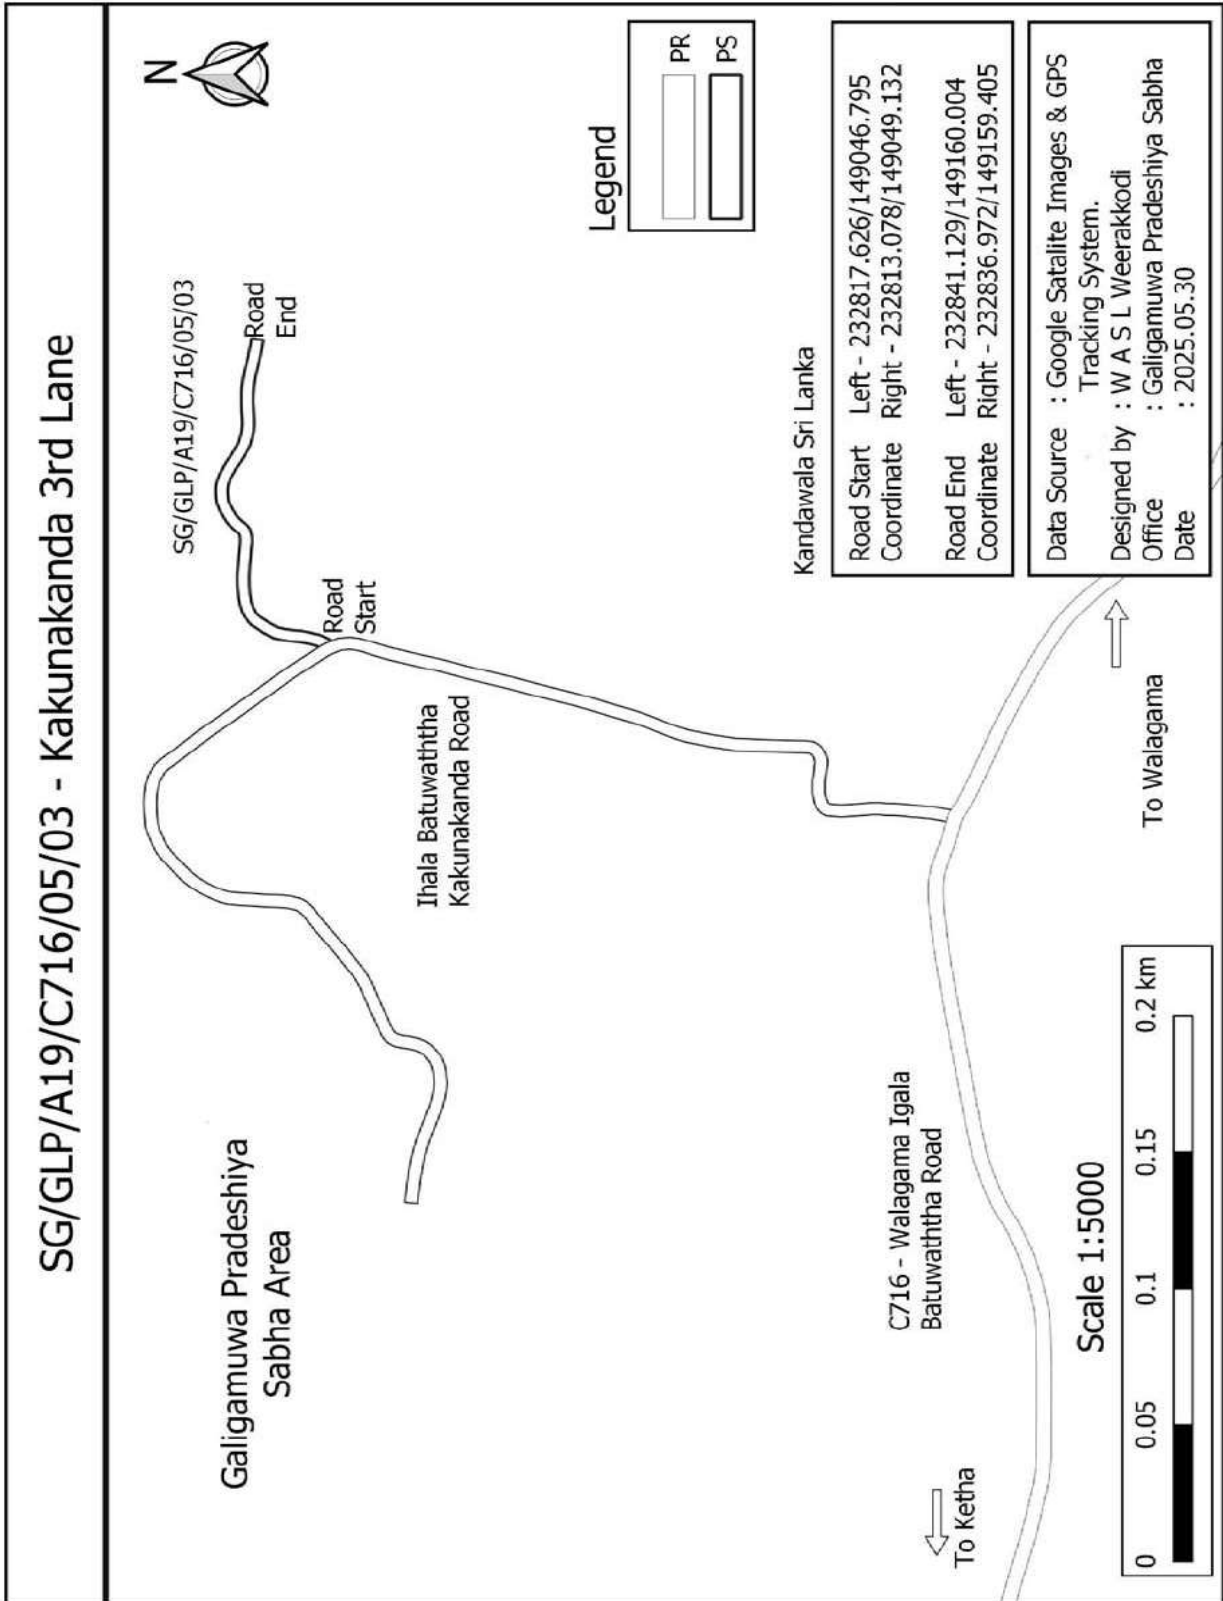 SG/GLP/A19/C716/05/03 - Kakunakanda 3rd Lane
N
SG/GLP/A19/C716/05/03
Road
End
Road
Start
Galigamuwa Pradeshiya
Sabha Area
Ihala Batuwaththa
Kakunakanda Road
Legend
PR
PS
Kandawala Sri Lanka
Road Start Left - 232817.626/149046.795
Coordinate Right - 232813.078/149049.132
Road End Left - 232841.129/149160.004
Coordinate Right - 232836.972/149159.405
C716 - Walagama Igala
Batuwaththa Road
To Ketha
To Walagama
Data Source : Google Satalite Images & GPS
Tracking System.
Designed by : W A S L Weerakkodi
Office : Galigamuwa Pradeshiya Sabha
Date : 2025.05.30
Scale 1:5000
0 0.05 0.1 0.15 0.2 km